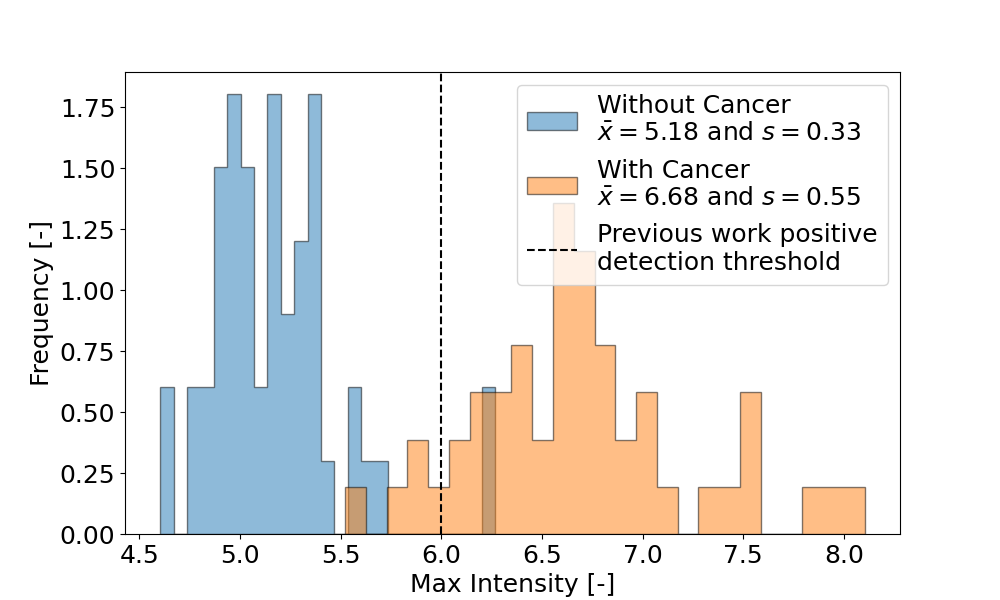 Without Cancer
x̄ = 5.18 and s = 0.33
With Cancer
x̄ = 6.68 and s = 0.55
Previous work positive
detection threshold
Frequency [-]
1.75
1.50
1.25
1.00
0.75
0.50
0.25
0.00
4.5 5.0 5.5 6.0 6.5 7.0 7.5 8.0
Max Intensity [-]